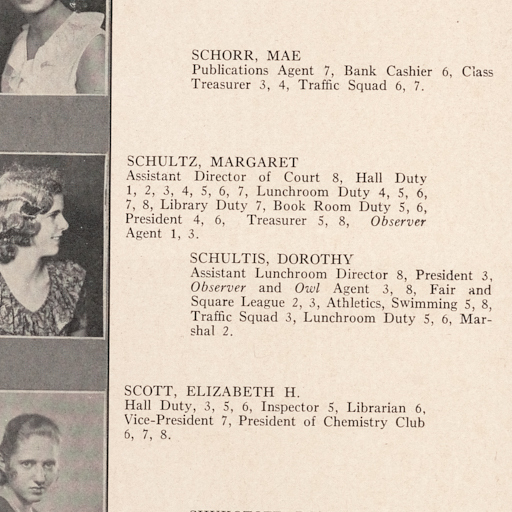 SCHORR, MAE
Publications Agent 7, Bank Cashier 6, Class
Treasurer 3, 4, Traffic Squad 6, 7.
SCHULTZ, MARGARET
Assistant Director of Court 8, Hall Duty
1, 2, 3, 4, 5, 6, 7, Lunchroom Duty 4, 5, 6,
7, 8, Library Duty 7, Book Room Duty 5, 6,
President 4, 6, Treasurer 5, 8, Observer
Agent 1, 3.
SCHULTIS, DOROTHY
Assistant Lunchroom Director 8, President 3,
Observer and Owl Agent 3, 8, Fair and
Square League 2, 3, Athletics, Swimming 5, 8,
Traffic Squad 3, Lunchroom Duty 5, 6, Mar-
shal 2.
SCOTT, ELIZABETH H.
Hall Duty, 3, 5, 6, Inspector 5, Librarian 6,
Vice-President 7, President of Chemistry Club
6, 7, 8.